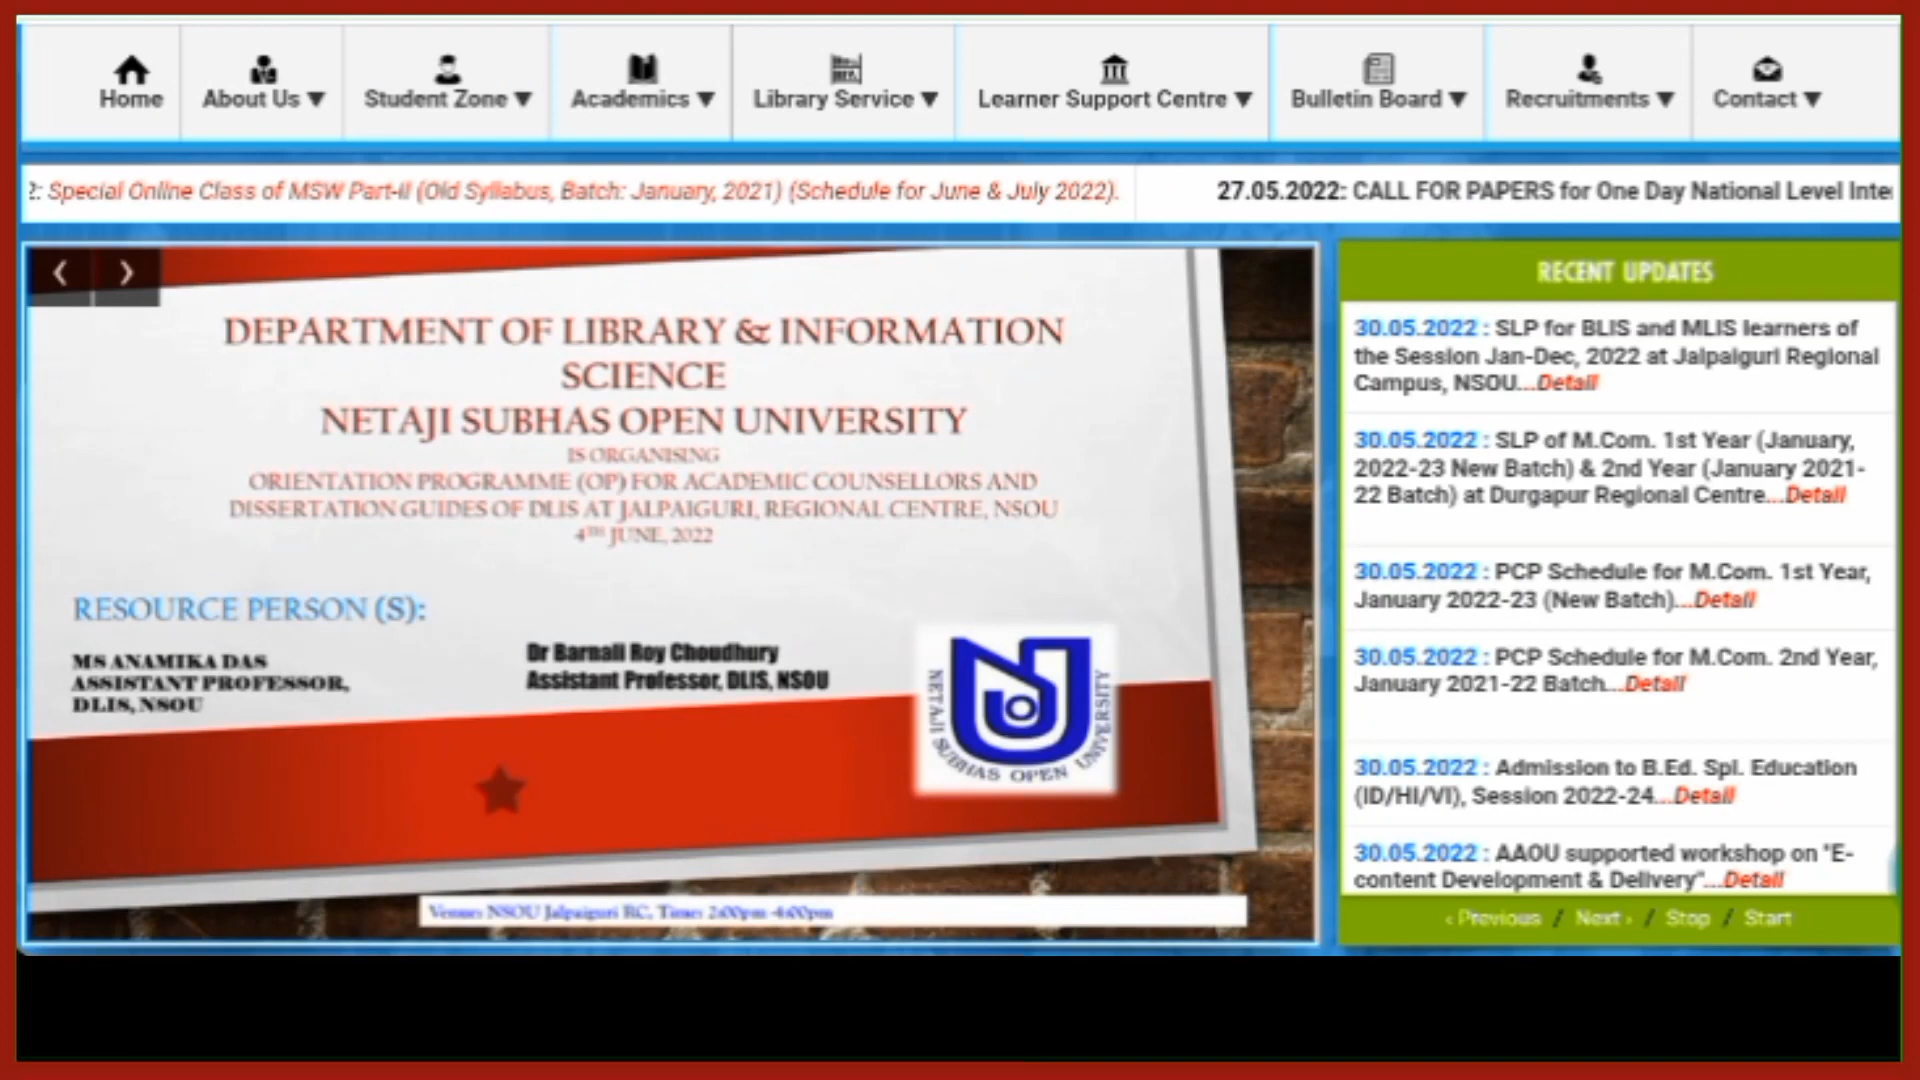 Home
About Us ▼
Student Zone ▼
Academics ▼
Library Service ▼
Learner Support Centre ▼
Bulletin Board ▼
Recruitments ▼
Contact ▼
2: Special Online Class of MSW Part-II (Old Syllabus, Batch: January, 2021) (Schedule for June & July 2022).
27.05.2022: CALL FOR PAPERS for One Day National Level Inte
DEPARTMENT OF LIBRARY & INFORMATION
SCIENCE
NETAJI SUBHAS OPEN UNIVERSITY
IS ORGANISING
ORIENTATION PROGRAMME (OP) FOR ACADEMIC COUNSELLORS AND
DISSERTATION GUIDES OF DLIS AT JALPAIGURI, REGIONAL CENTRE, NSOU
4TH JUNE, 2022
RESOURCE PERSON (S):
MS ANAMIKA DAS
ASSISTANT PROFESSOR,
DLIS, NSOU
Dr Barnali Roy Choudhury
Assistant Professor, DLIS, NSOU
NETAJI SUBHAS OPEN UNIVERSITY
Venue: NSOU Jalpaiguri RC, Time: 2:00pm -4:00pm
RECENT UPDATES
30.05.2022 : SLP for BLIS and MLIS learners of
the Session Jan-Dec, 2022 at Jalpaiguri Regional
Campus, NSOU...Detail
30.05.2022 : SLP of M.Com. 1st Year (January,
2022-23 New Batch) & 2nd Year (January 2021-
22 Batch) at Durgapur Regional Centre...Detail
30.05.2022 : PCP Schedule for M.Com. 1st Year,
January 2022-23 (New Batch)...Detail
30.05.2022 : PCP Schedule for M.Com. 2nd Year,
January 2021-22 Batch...Detail
30.05.2022 : Admission to B.Ed. Spl. Education
(ID/HI/VI), Session 2022-24...Detail
30.05.2022 : AAOU supported workshop on "E-
content Development & Delivery"...Detail
‹ Previous / Next › / Stop / Start